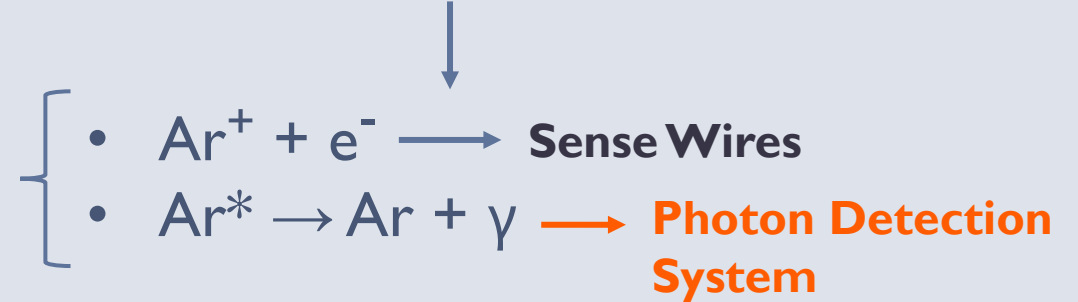 • Ar⁺ + e⁻ → Sense Wires
• Ar* → Ar + γ → Photon Detection
System